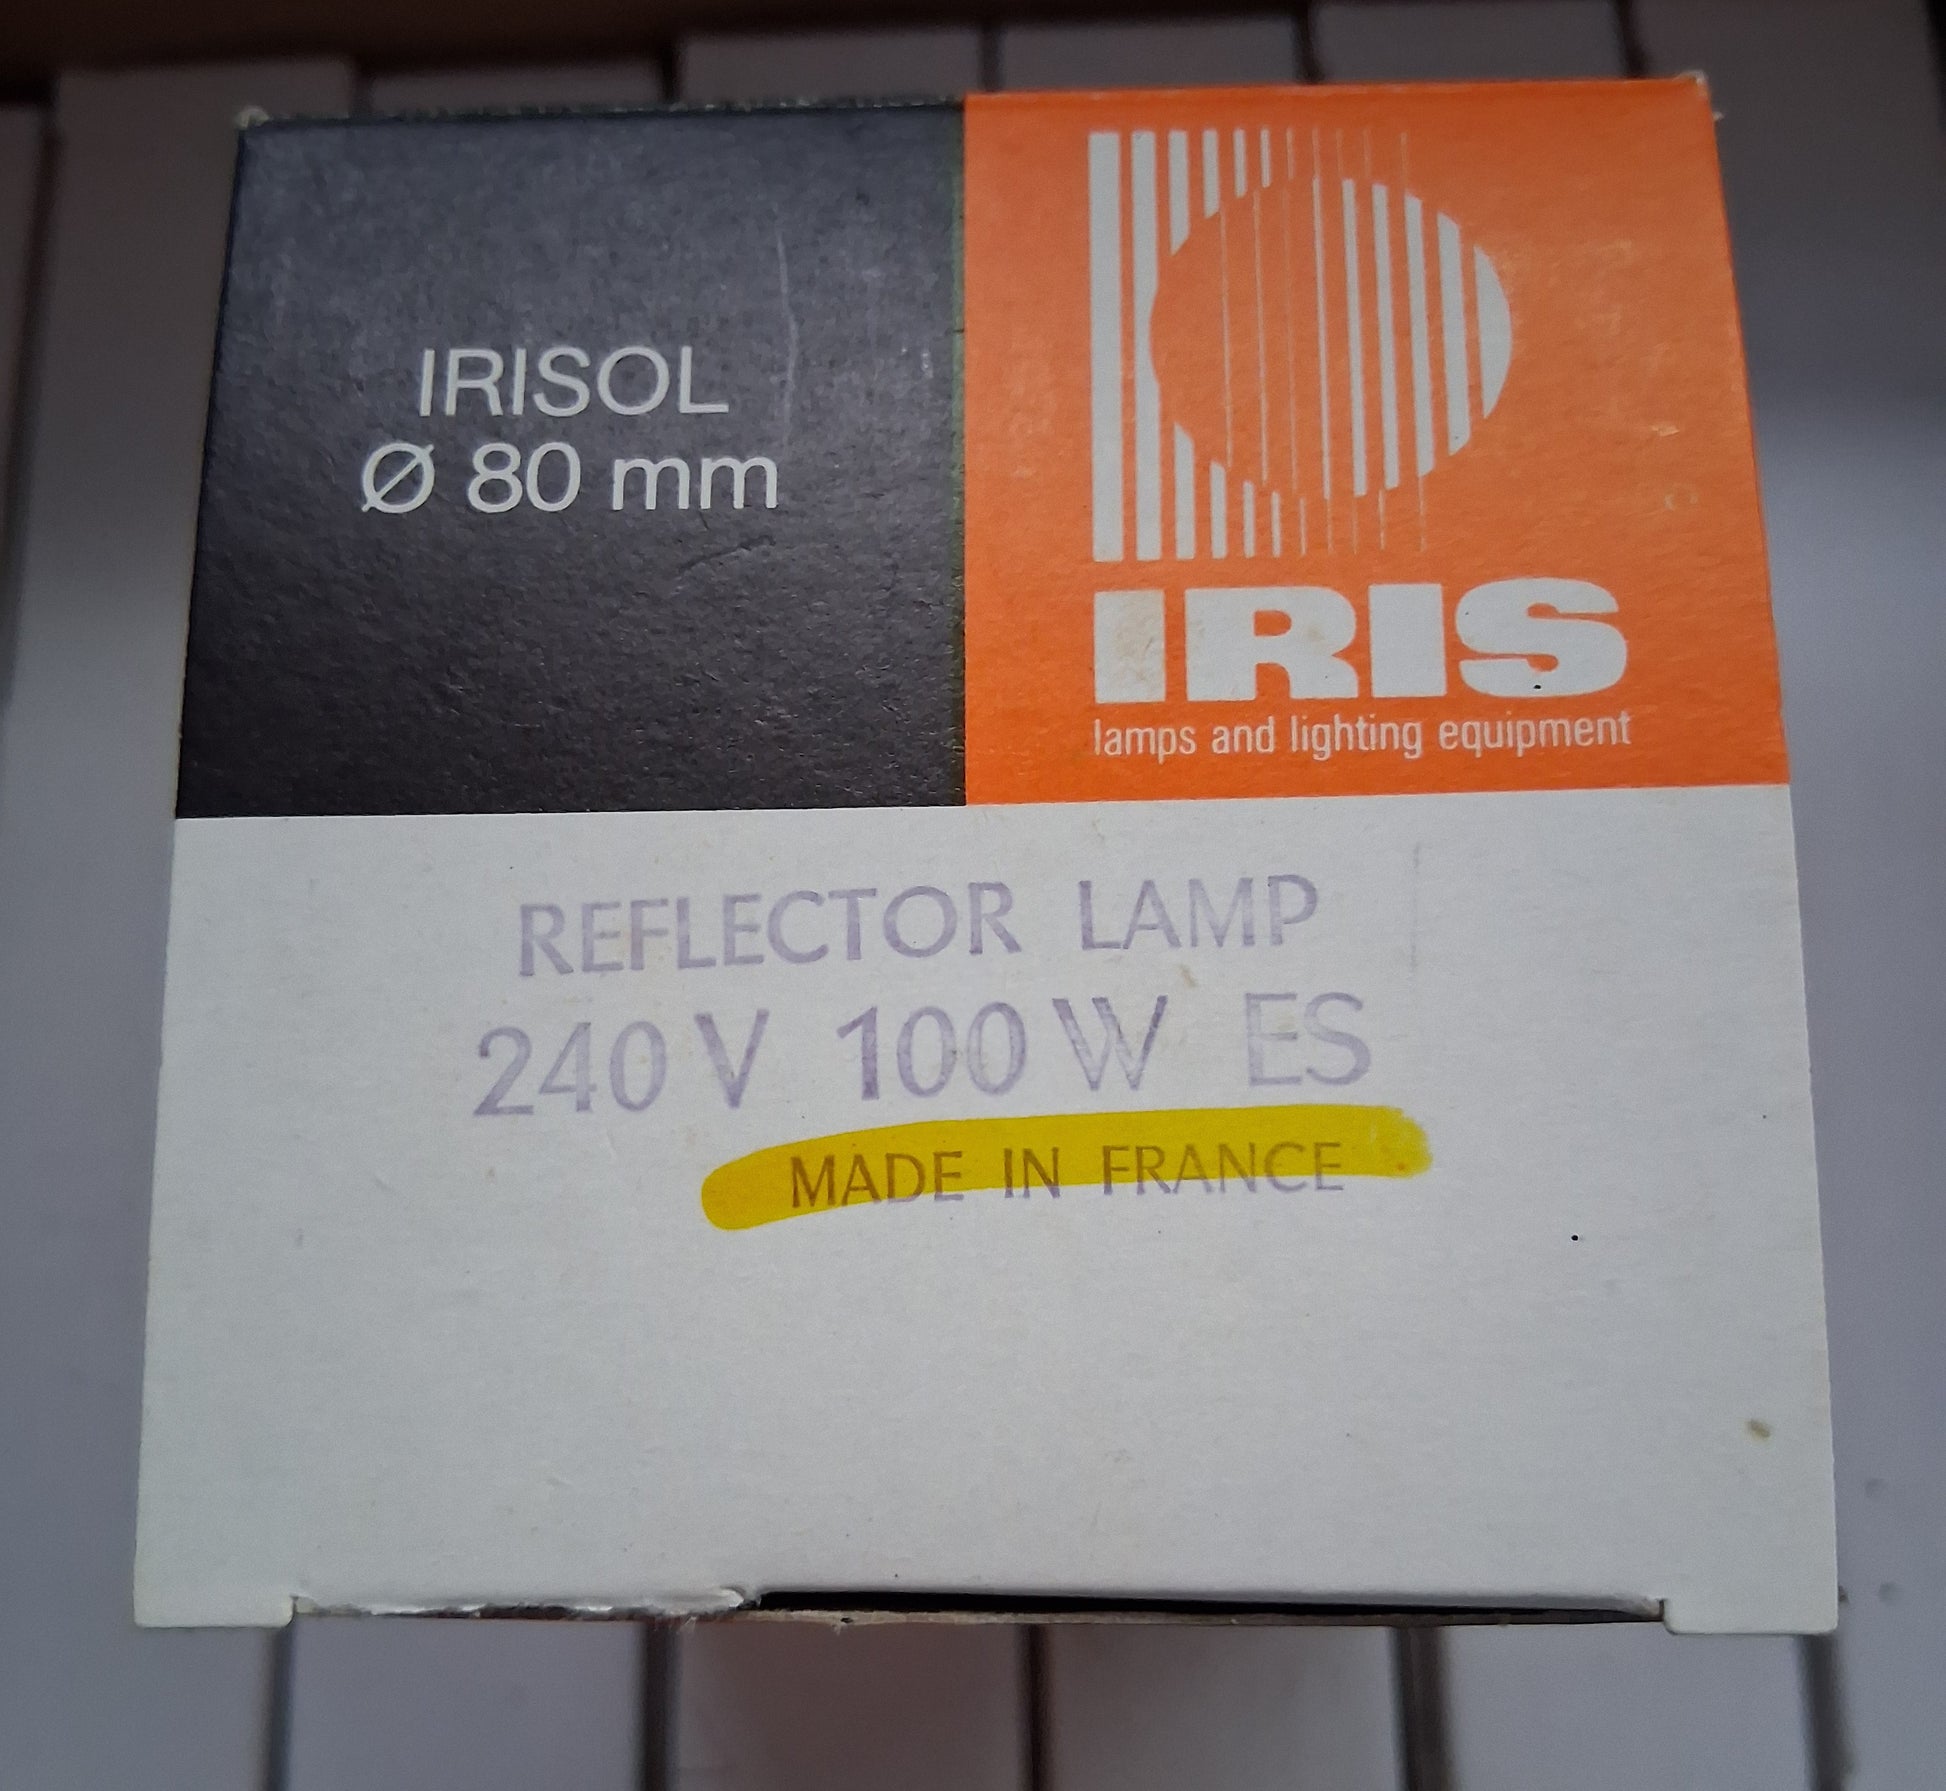 IRISOL
Ø 80 mm
IRIS
lamps and lighting equipment
REFLECTOR LAMP
240 V 100 W ES
MADE IN FRANCE